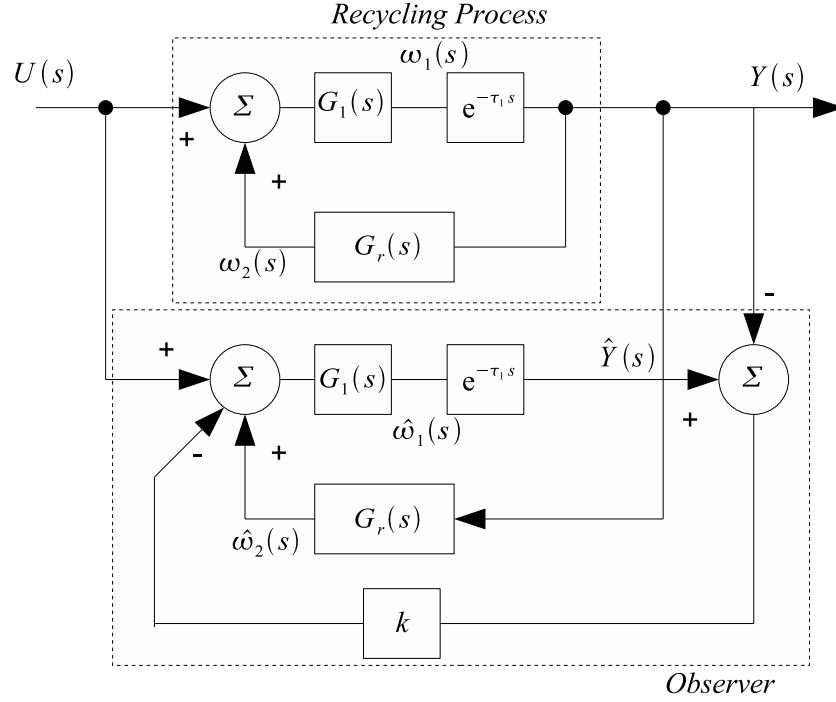 Recycling Process
U(s)
ω₁(s)
Y(s)
Σ
G₁(s)
e^{-τ₁s}
+
+
ω₂(s)
Gᵣ(s)
-
+
Σ
G₁(s)
e^{-τ₁s}
Ŷ(s)
Σ
ω̂₁(s)
+
-
+
ω̂₂(s)
Gᵣ(s)
k
Observer